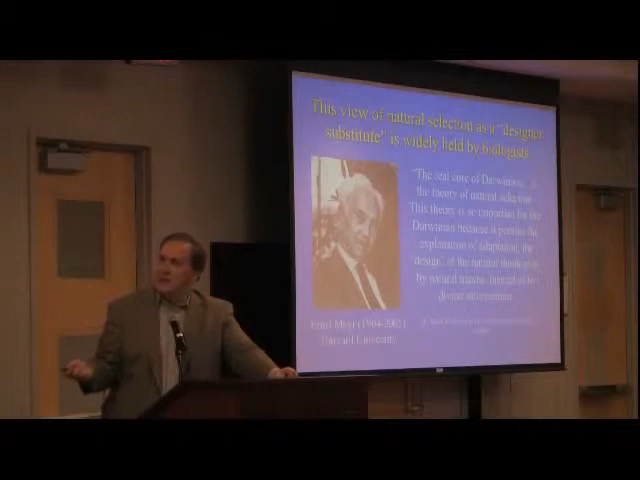 This view of natural selection as a "designer
substitute" is widely held by biologists
"The real core of Darwinism,
the theory of natural selection
This theory is so important for the
Darwinian because it permits the
explanation of adaptation, the
design" of the natural theologian
by natural means, instead of by
divine intervention
Ernst Mayr (1904-2005)
Harvard University